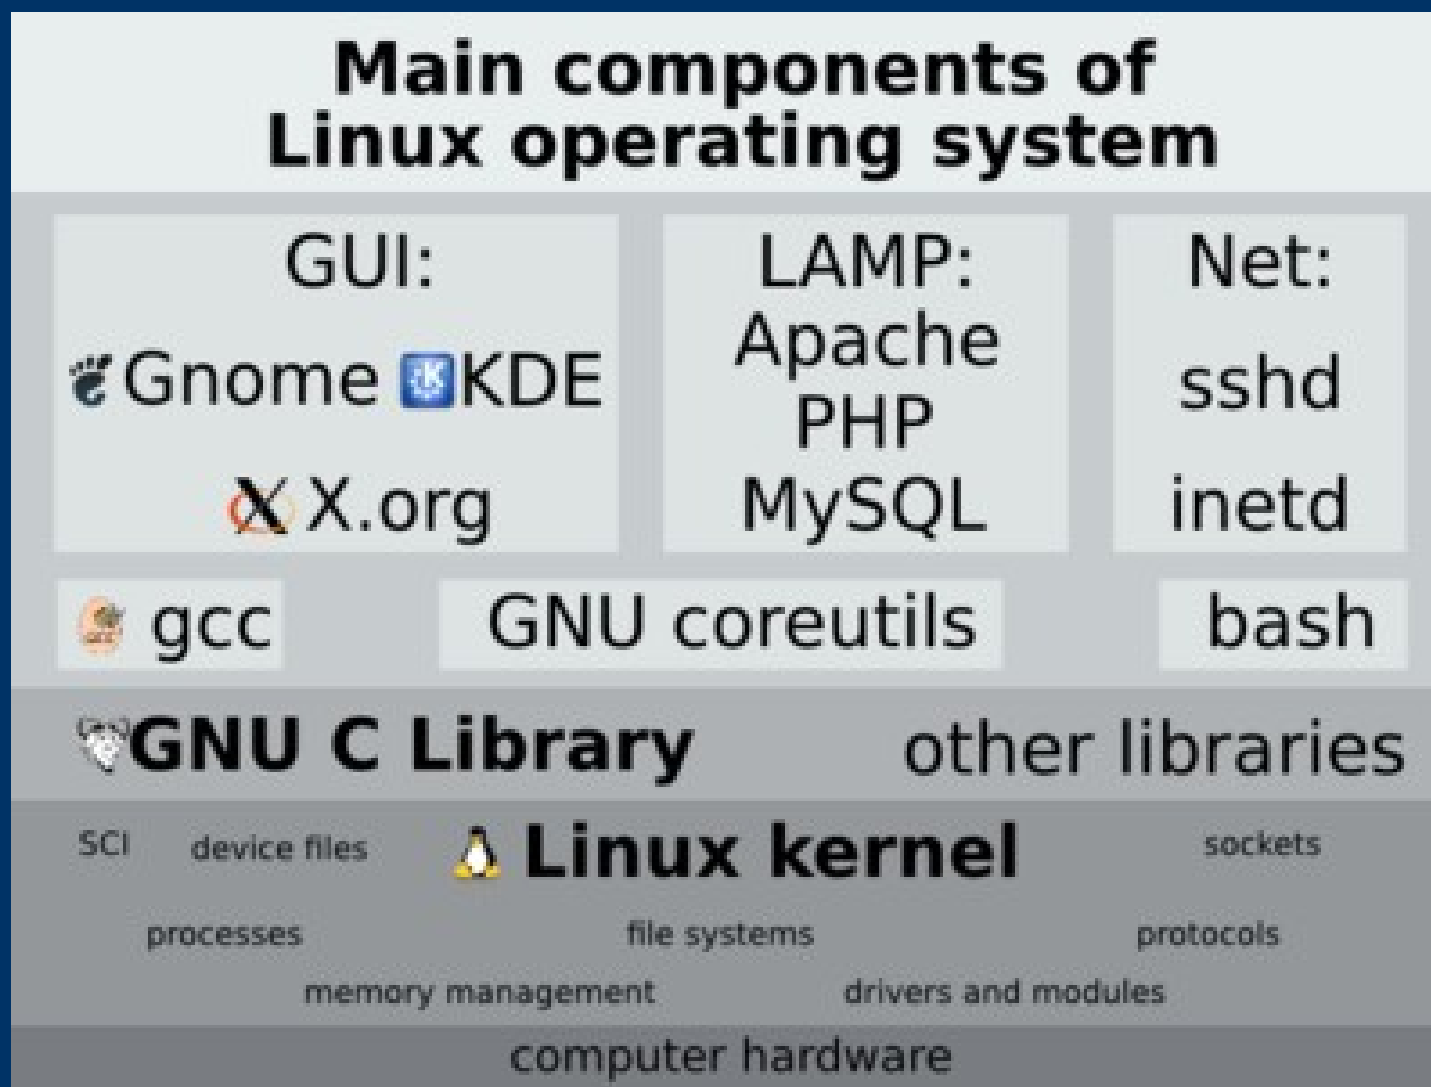 Main components of
Linux operating system
GUI:
Gnome KDE
X.org
LAMP:
Apache
PHP
MySQL
Net:
sshd
inetd
gcc GNU coreutils bash
GNU C Library other libraries
SCI device files Linux kernel sockets
processes file systems protocols
memory management drivers and modules
computer hardware